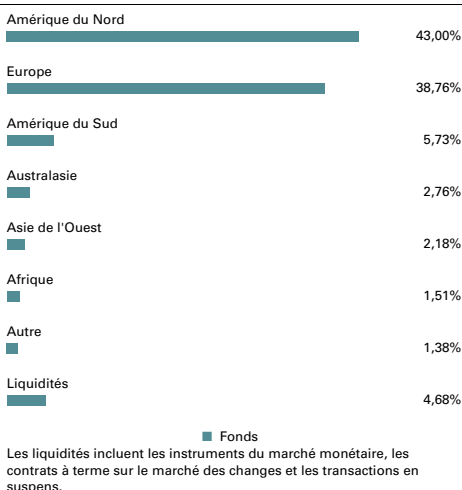 Amérique du Nord
43,00%
Europe
38,76%
Amérique du Sud
5,73%
Australasie
2,76%
Asie de l'Ouest
2,18%
Afrique
1,51%
Autre
1,38%
Liquidités
4,68%
Fonds
Les liquidités incluent les instruments du marché monétaire, les
contrats à terme sur le marché des changes et les transactions en
suspens.